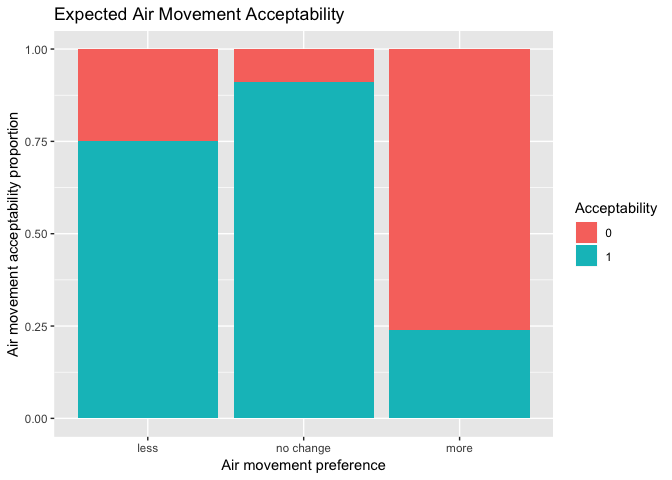 Expected Air Movement Acceptability
Air movement acceptability proportion
1.00
0.75
0.50
0.25
0.00
less no change more
Air movement preference
Acceptability
0
1